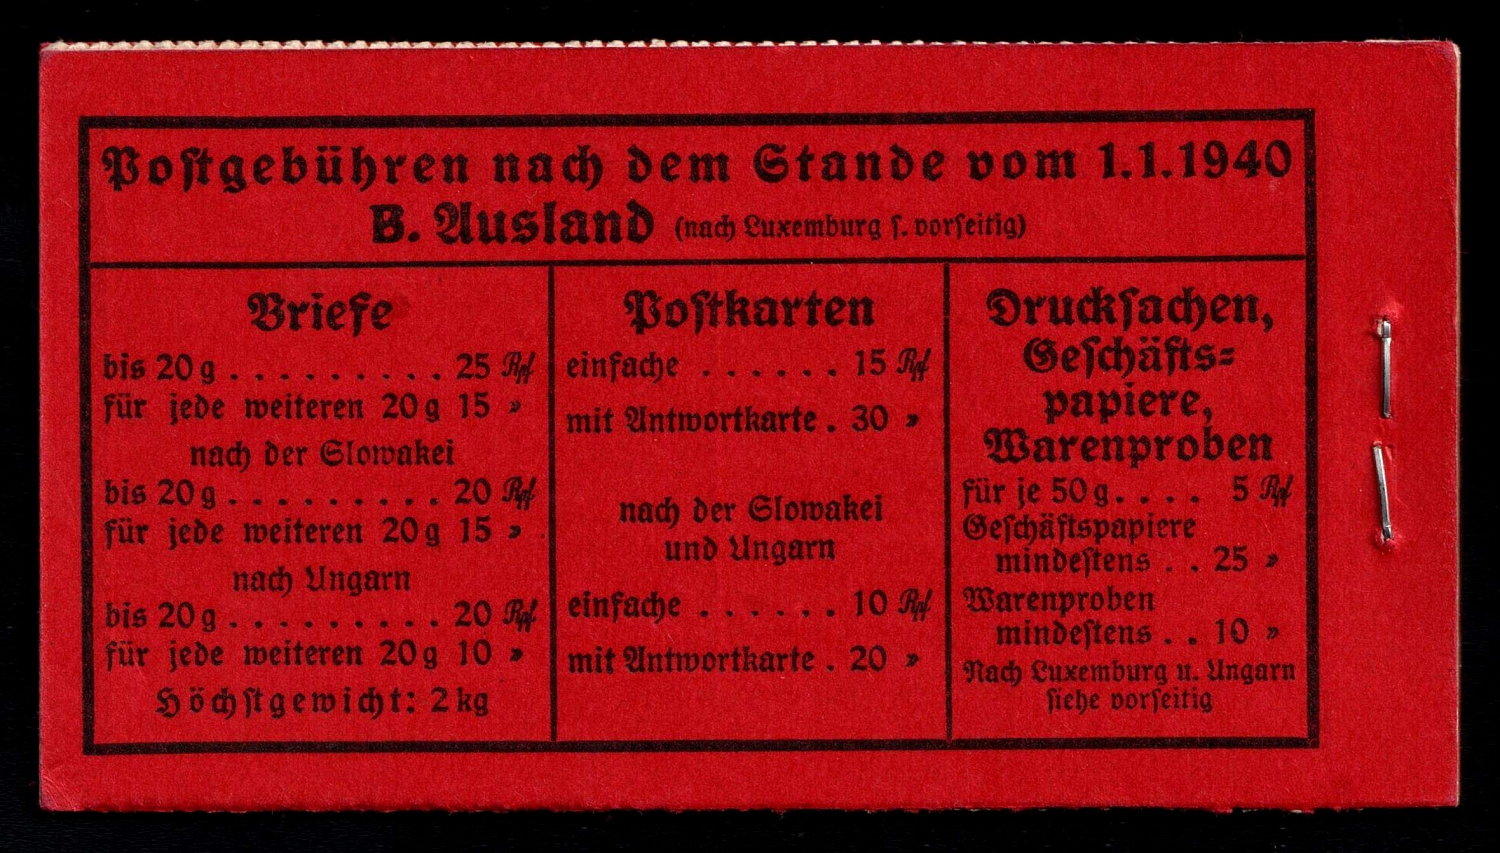 Postgebühren nach dem Stande vom 1.1.1940
B. Ausland (nach Luxemburg s. vorseitig)
Briefe
bis 20 g . . . . . . . . . 25 Rpf
für jede weiteren 20 g 15 „
nach der Slowakei
bis 20 g . . . . . . . . . 20 Rpf
für jede weiteren 20 g 15 „
nach Ungarn
bis 20 g . . . . . . . . . 20 Rpf
für jede weiteren 20 g 10 „
Höchstgewicht: 2 kg
Postkarten
einfache . . . . . . 15 Rpf
mit Antwortkarte . 30 „
nach der Slowakei
und Ungarn
einfache . . . . . . 10 Rpf
mit Antwortkarte . 20 „
Drucksachen,
Geschäfts-
papiere,
Warenproben
für je 50 g . . . . 5 Rpf
Geschäftspapiere
mindestens . . 25 „
Warenproben
mindestens . . 10 „
Nach Luxemburg u. Ungarn
siehe vorseitig